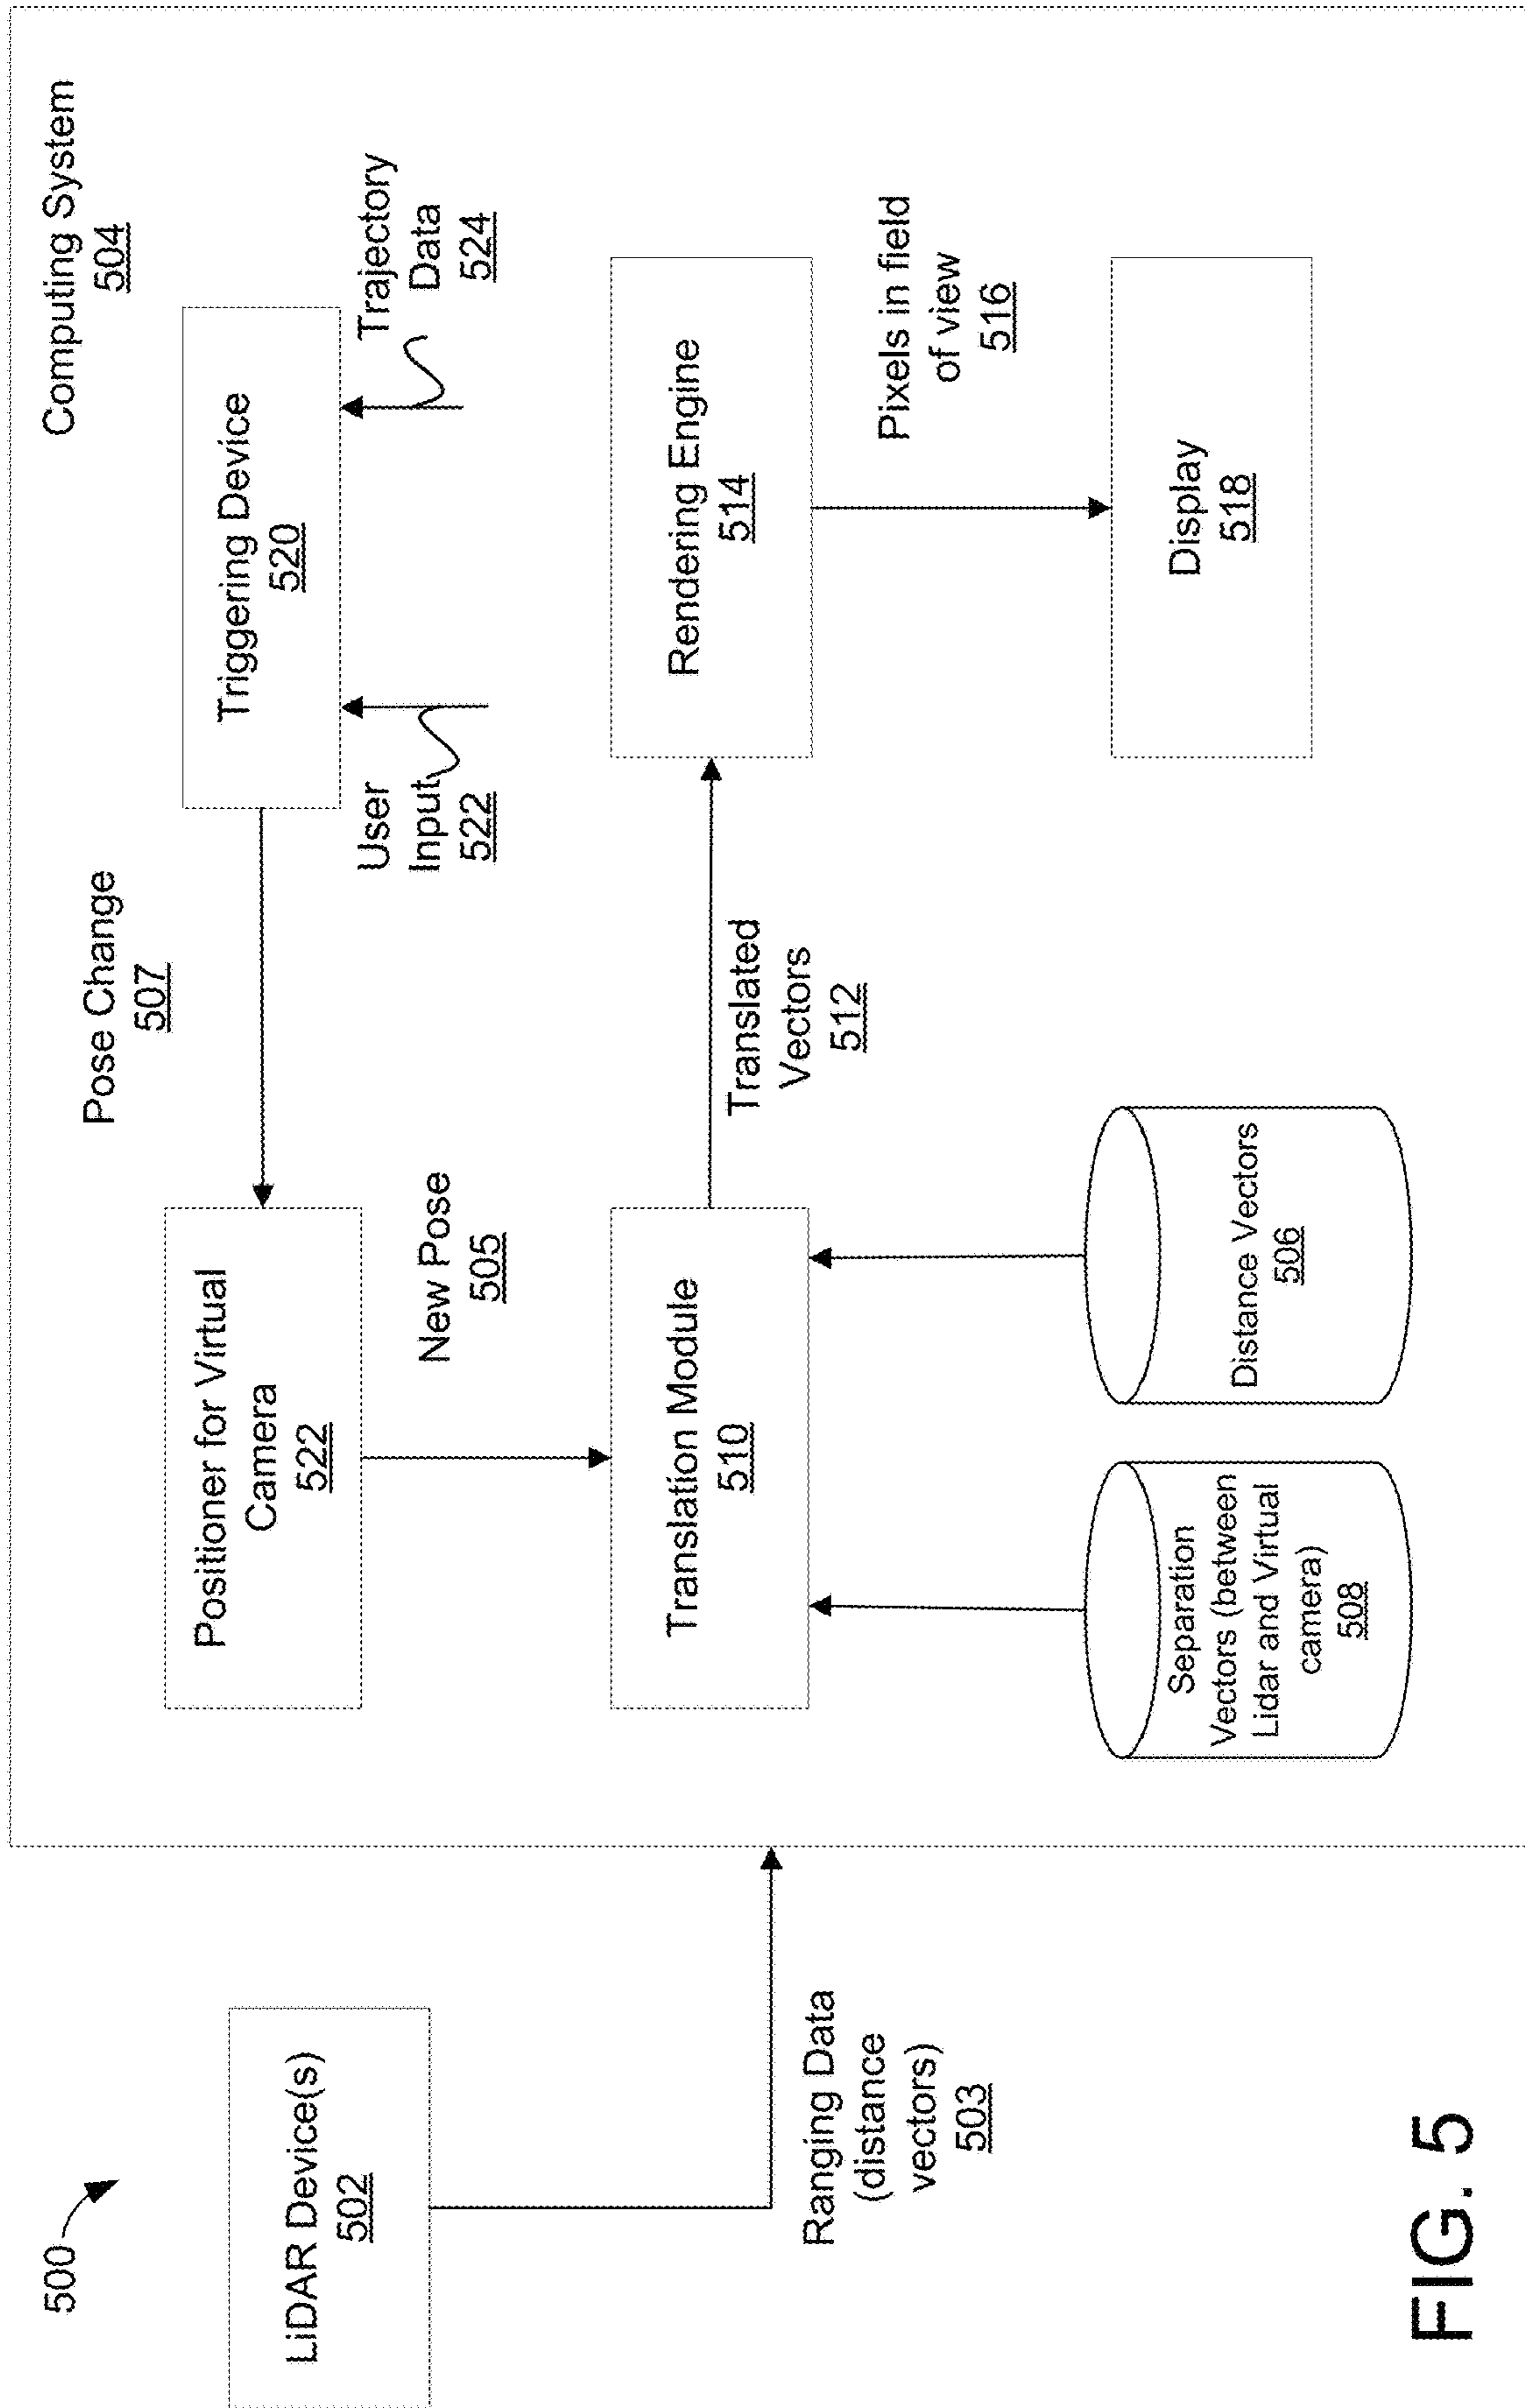 500
LiDAR Device(s)
502
Ranging Data
(distance
vectors)
503
Computing System
504
Pose Change
507
Positioner for Virtual
Camera
522
Triggering Device
520
User
Input
522
Trajectory
Data
524
New Pose
505
Translation Module
510
Translated
Vectors
512
Rendering Engine
514
Pixels in field
of view
516
Separation
Vectors (between
Lidar and Virtual
camera)
508
Distance Vectors
506
Display
518
FIG. 5